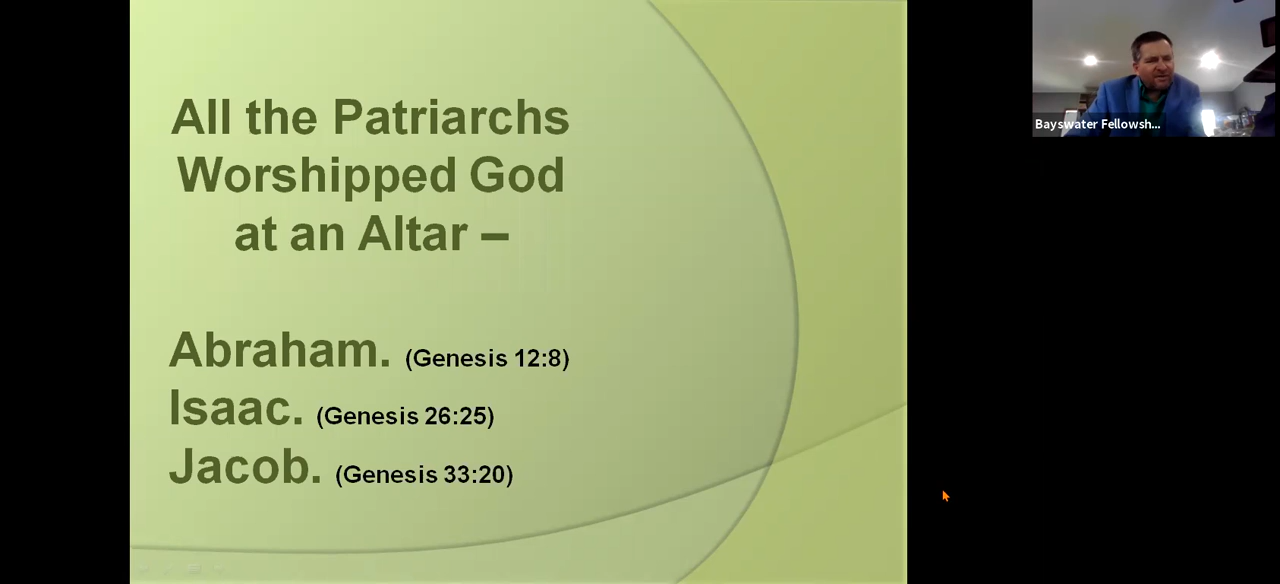 All the Patriarchs
Worshipped God
at an Altar –
Abraham. (Genesis 12:8)
Isaac. (Genesis 26:25)
Jacob. (Genesis 33:20)
Bayswater Fellowsh...